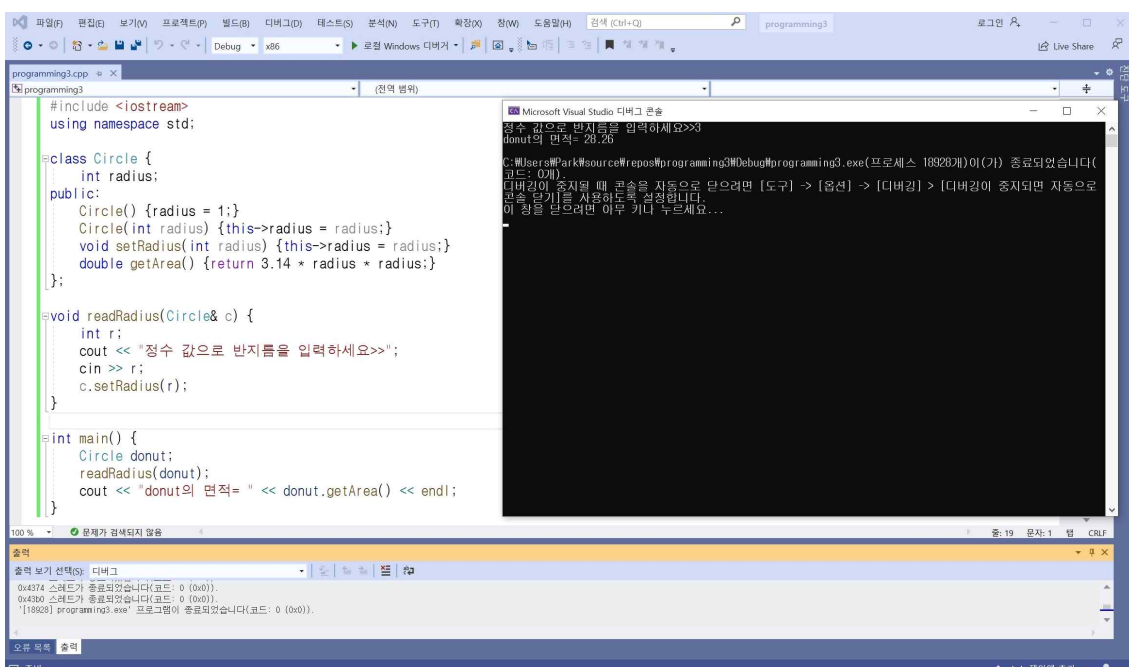 파일(F) 편집(E) 보기(V) 프로젝트(P) 빌드(B) 디버그(D) 테스트(S) 분석(N) 도구(T) 확장(X) 창(W) 도움말(H) 검색 (Ctrl+Q) programming3 로그인
Debug x86 로컬 Windows 디버거 Live Share
programming3.cpp
programming3 (전역 범위)
#include <iostream>
using namespace std;
class Circle {
int radius;
public:
Circle() {radius = 1;}
Circle(int radius) {this->radius = radius;}
void setRadius(int radius) {this->radius = radius;}
double getArea() {return 3.14 * radius * radius;}
};
void readRadius(Circle& c) {
int r;
cout << "정수 값으로 반지름을 입력하세요>>";
cin >> r;
c.setRadius(r);
}
int main() {
Circle donut;
readRadius(donut);
cout << "donut의 면적= " << donut.getArea() << endl;
}
Microsoft Visual Studio 디버그 콘솔
정수 값으로 반지름을 입력하세요>>3
donut의 면적= 28.26
C:₩Users₩Park₩source₩repos₩programming3₩Debug₩programming3.exe(프로세스 18928개)이(가) 종료되었습니다(
코드: 0개).
디버깅이 중지될 때 콘솔을 자동으로 닫으려면 [도구] -> [옵션] -> [디버깅] > [디버깅이 중지되면 자동으로
콘솔 닫기]를 사용하도록 설정합니다.
이 창을 닫으려면 아무 키나 누르세요...
100 % 문제가 검색되지 않음 줄: 19 문자: 1 탭 CRLF
출력
출력 보기 선택(S): 디버그
0x4374 스레드가 종료되었습니다(코드: 0 (0x0)).
0x43b0 스레드가 종료되었습니다(코드: 0 (0x0)).
'[18928] programming3.exe' 프로그램이 종료되었습니다(코드: 0 (0x0)).
오류 목록 출력